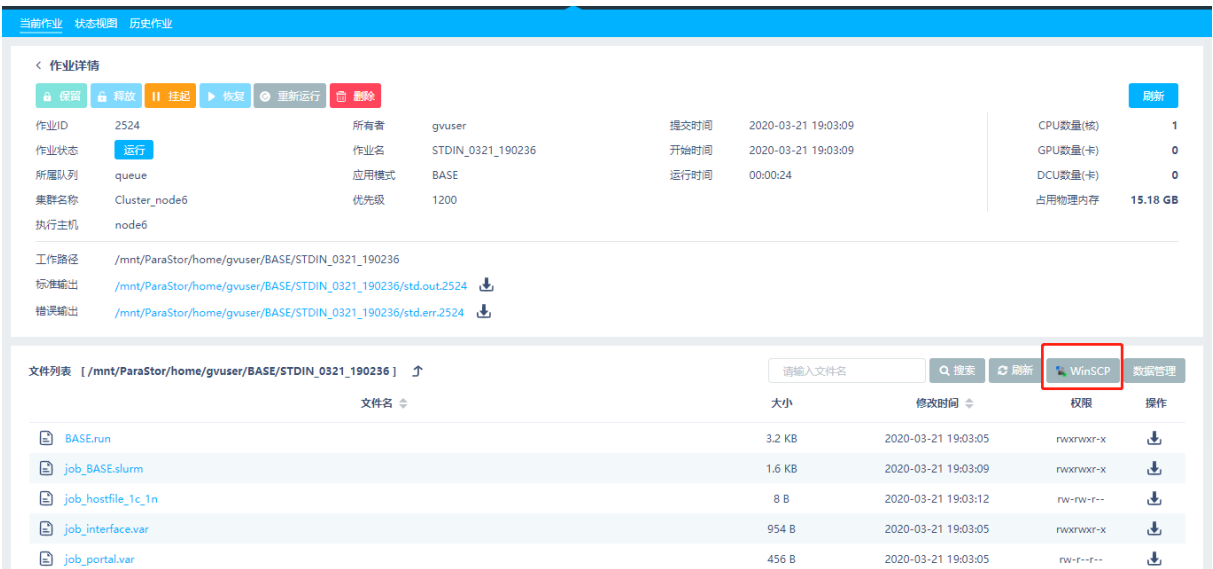 当前作业 状态视图 历史作业
作业详情
保留 释放 挂起 恢复 重新运行 删除 刷新
作业ID 2524 所有者 gvuser 提交时间 2020-03-21 19:03:09 CPU数量(核) 1
作业状态 运行 作业名 STDIN_0321_190236 开始时间 2020-03-21 19:03:09 GPU数量(卡) 0
所属队列 queue 应用模式 BASE 运行时间 00:00:24 DCU数量(卡) 0
集群名称 Cluster_node6 优先级 1200 占用物理内存 15.18 GB
执行主机 node6
工作路径 /mnt/ParaStor/home/gvuser/BASE/STDIN_0321_190236
标准输出 /mnt/ParaStor/home/gvuser/BASE/STDIN_0321_190236/std.out.2524
错误输出 /mnt/ParaStor/home/gvuser/BASE/STDIN_0321_190236/std.err.2524
文件列表 [ /mnt/ParaStor/home/gvuser/BASE/STDIN_0321_190236 ] 请输入文件名 搜索 刷新 WinSCP 数据管理
文件名 大小 修改时间 权限 操作
BASE.run 3.2 KB 2020-03-21 19:03:05 rwxrwxr-x
job_BASE.slurm 1.6 KB 2020-03-21 19:03:09 rwxrwxr-x
job_hostfile_1c_1n 8 B 2020-03-21 19:03:12 rw-rw-r--
job_interface.var 954 B 2020-03-21 19:03:05 rwxrwxr-x
job_portal.var 456 B 2020-03-21 19:03:05 rw-r--r--